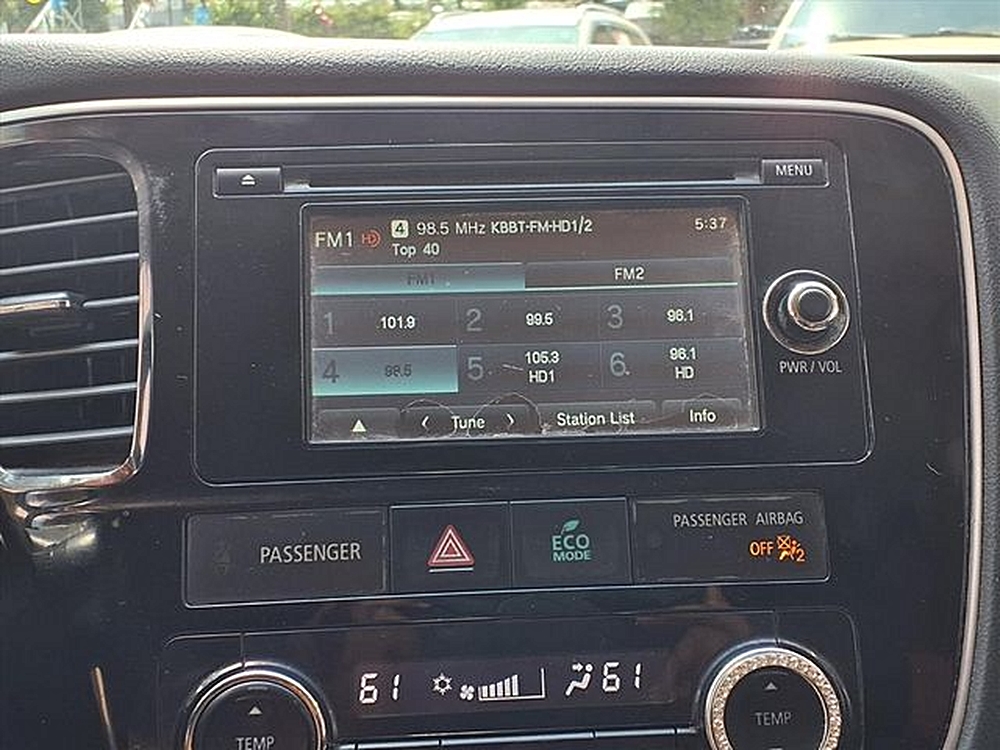 MENU
FM1 HD 4 98.5 MHz KBBT-FM-HD1/2 5:37
Top 40
FM1 FM2
1 101.9 2 99.5 3 96.1
4 98.5 5 105.3 HD1 6 96.1 HD
Tune Station List Info
PWR / VOL
PASSENGER
ECO
MODE
PASSENGER AIRBAG
OFF 2
61 61
TEMP TEMP